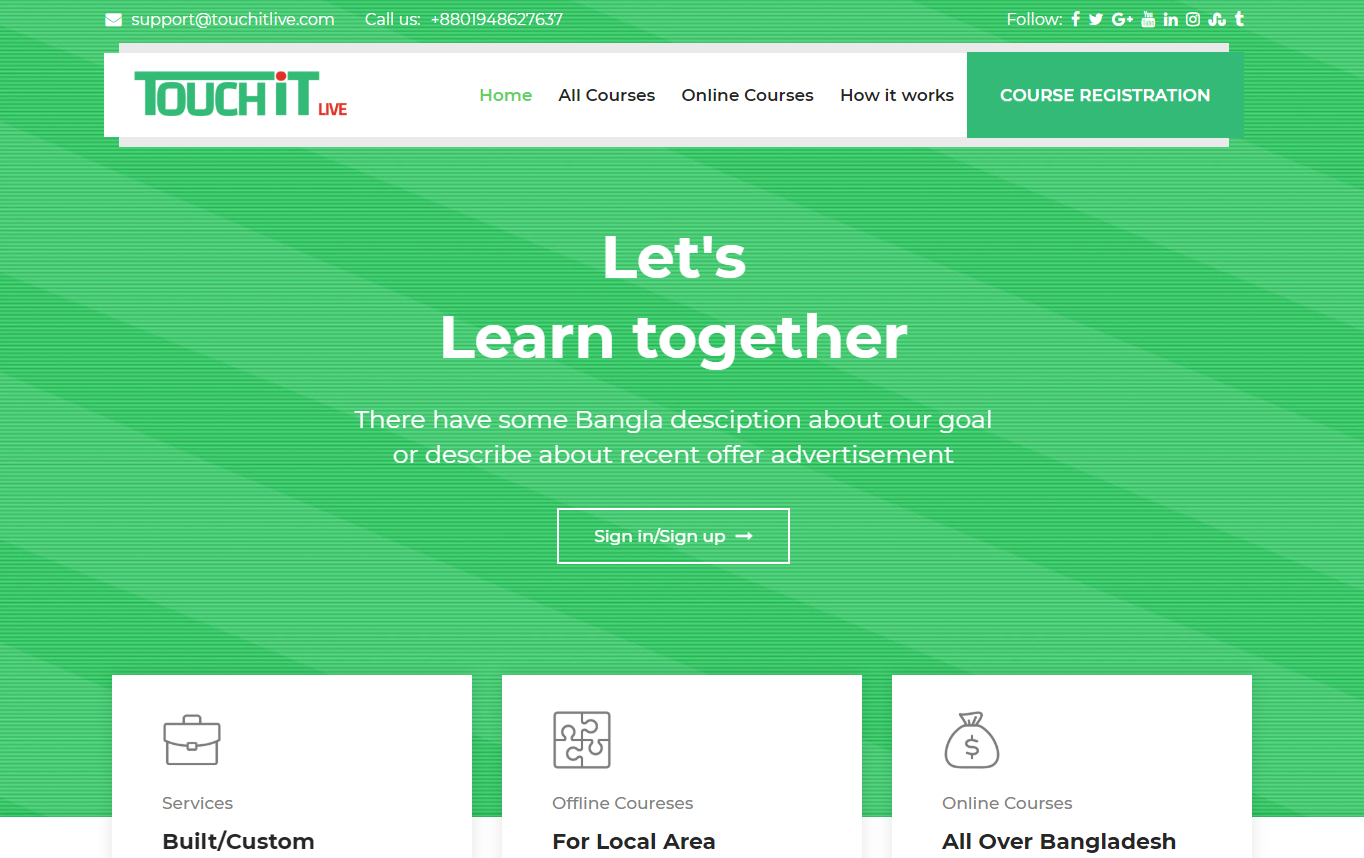 support@touchitlive.com Call us: +8801948627637 Follow:
TOUCH iT LIVE Home All Courses Online Courses How it works COURSE REGISTRATION
Let's
Learn together
There have some Bangla desciption about our goal
or describe about recent offer advertisement
Sign in/Sign up
Services
Built/Custom
Offline Coureses
For Local Area
Online Courses
All Over Bangladesh